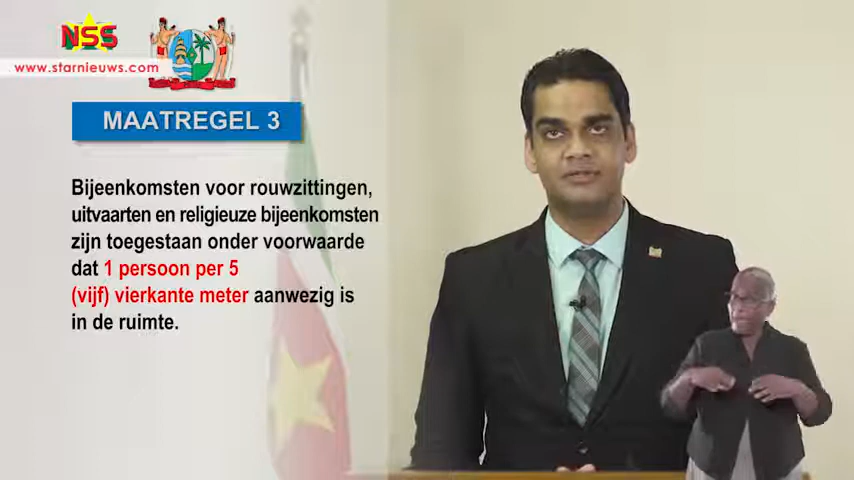 NSS
www.starnieuws.com
MAATREGEL 3
Bijeenkomsten voor rouwzittingen,
uitvaarten en religieuze bijeenkomsten
zijn toegestaan onder voorwaarde
dat 1 persoon per 5
(vijf) vierkante meter aanwezig is
in de ruimte.